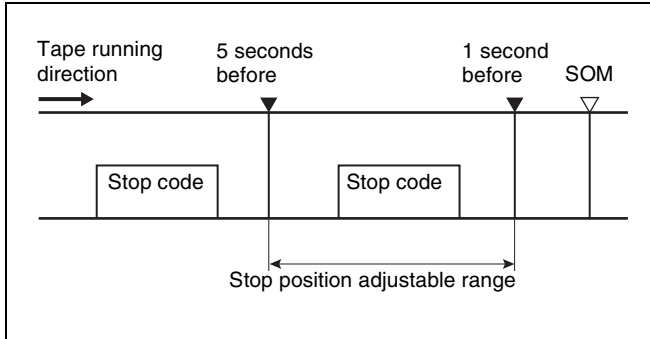 Tape running
direction
5 seconds
before
1 second
before
SOM
Stop code
Stop code
Stop position adjustable range